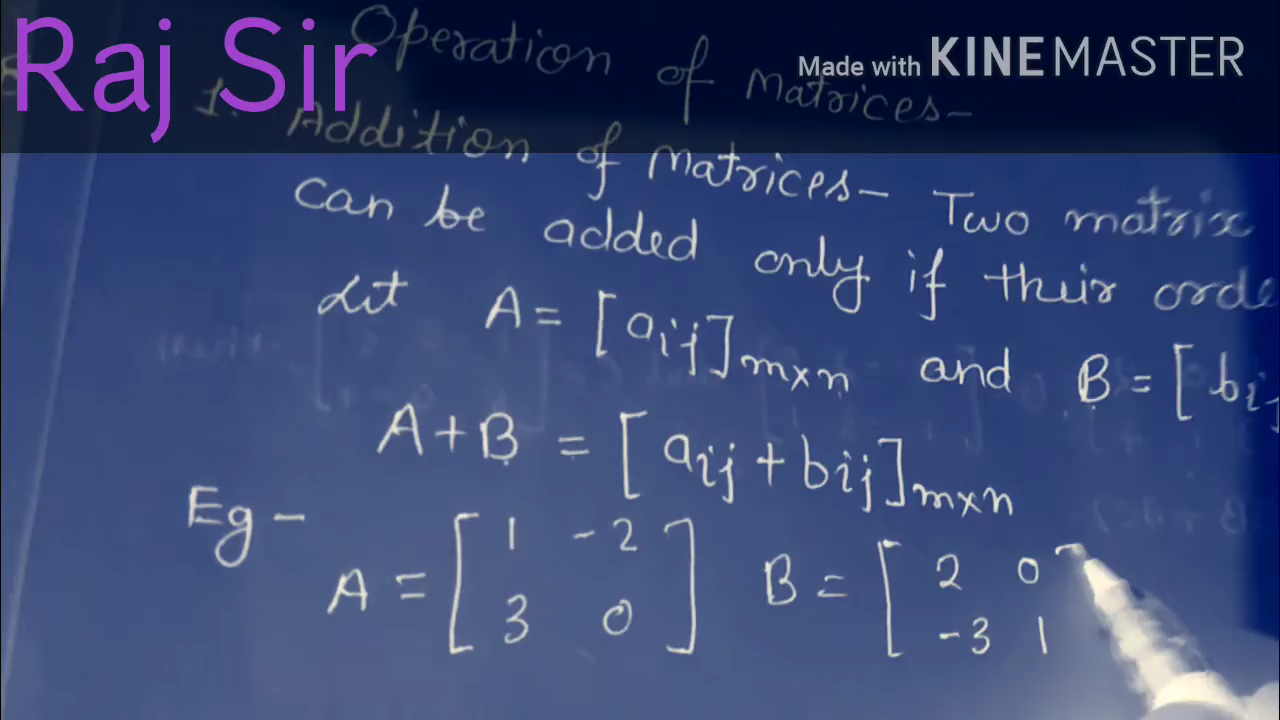 Raj Sir
Made with KINEMASTER
Operation of Matrices-
1. Addition of Matrices- Two matrix
can be added only if their orde
Let A = [aij]m×n and B = [bij
A+B = [aij + bij]m×n
Eg -
A = [1 -2
3 0] B = [2 0
-3 1